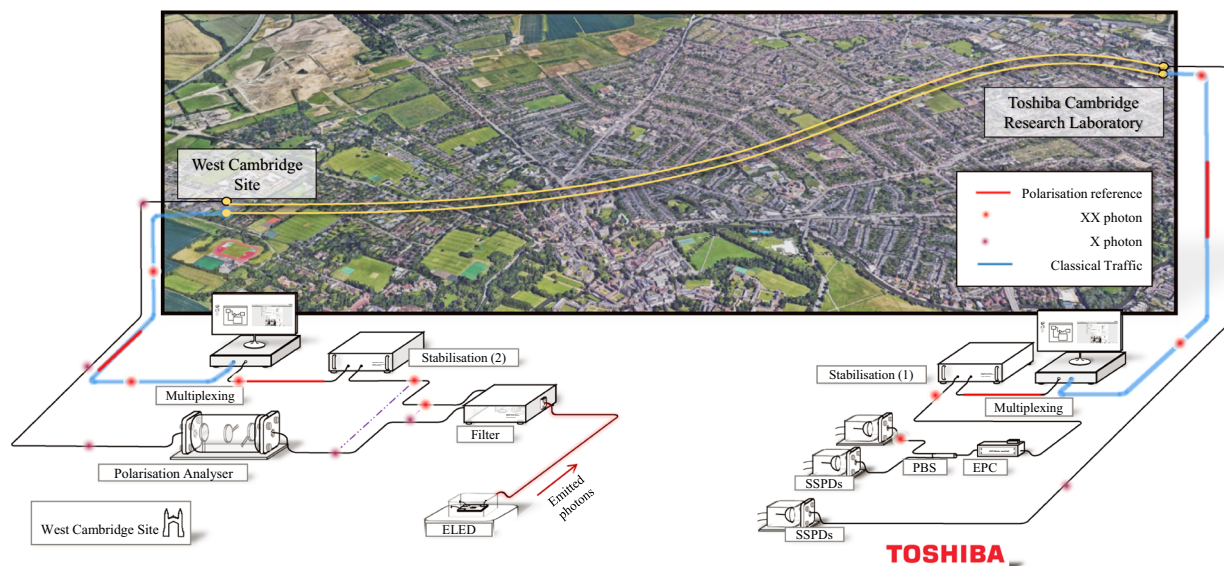 West Cambridge
Site
Toshiba Cambridge
Research Laboratory
Polarisation reference
XX photon
X photon
Classical Traffic
Stabilisation (2)
Multiplexing
Filter
Polarisation Analyser
Emitted
photons
ELED
West Cambridge Site
Stabilisation (1)
Multiplexing
PBS
EPC
SSPDs
SSPDs
TOSHIBA